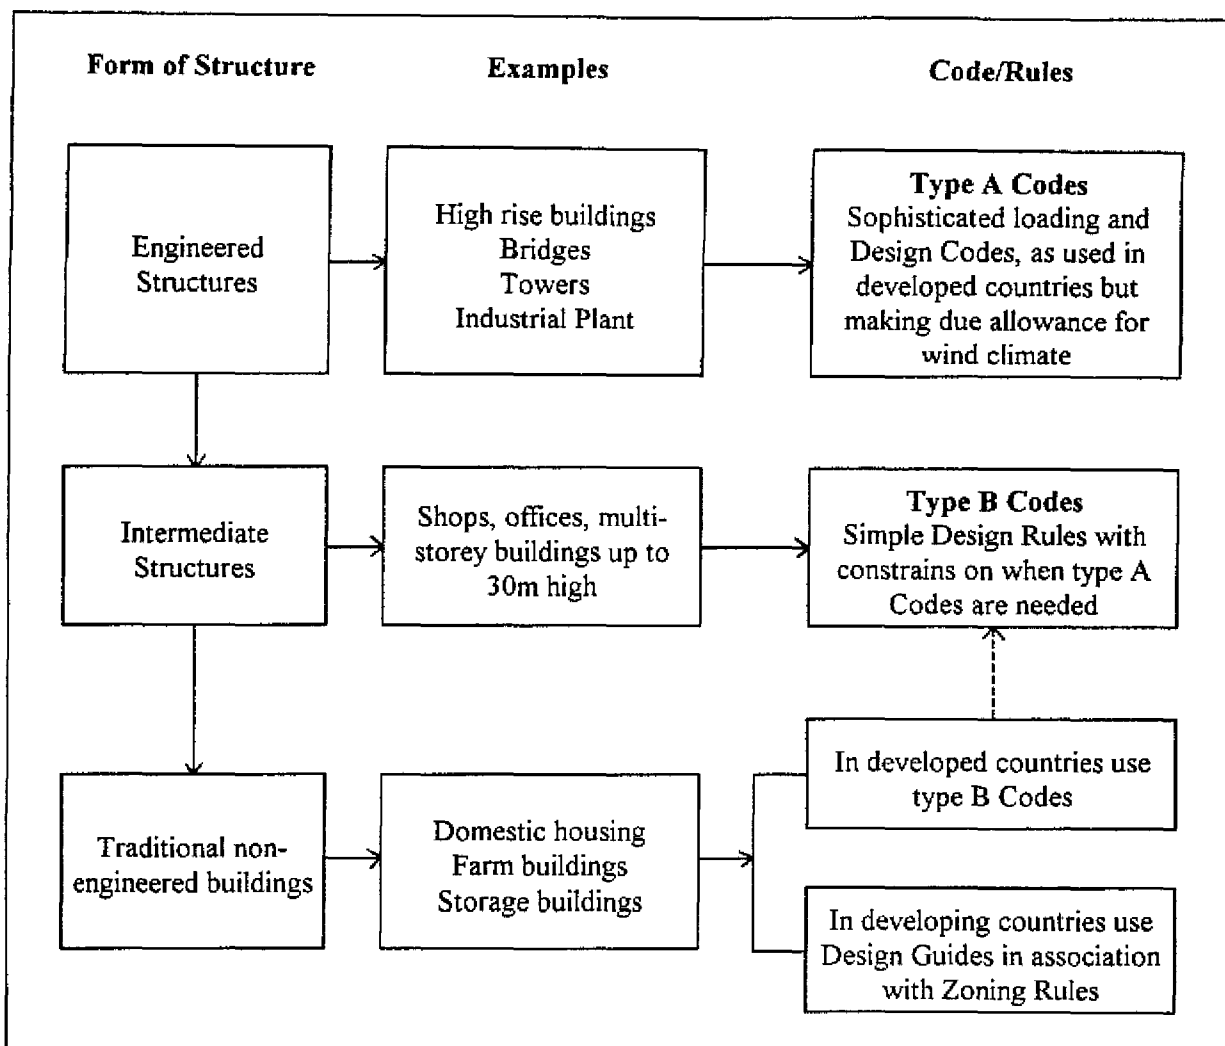 Form of Structure
Examples
Code/Rules
Engineered
Structures
High rise buildings
Bridges
Towers
Industrial Plant
Type A Codes
Sophisticated loading and
Design Codes, as used in
developed countries but
making due allowance for
wind climate
Intermediate
Structures
Shops, offices, multi-
storey buildings up to
30m high
Type B Codes
Simple Design Rules with
constrains on when type A
Codes are needed
Traditional non-
engineered buildings
Domestic housing
Farm buildings
Storage buildings
In developed countries use
type B Codes
In developing countries use
Design Guides in association
with Zoning Rules